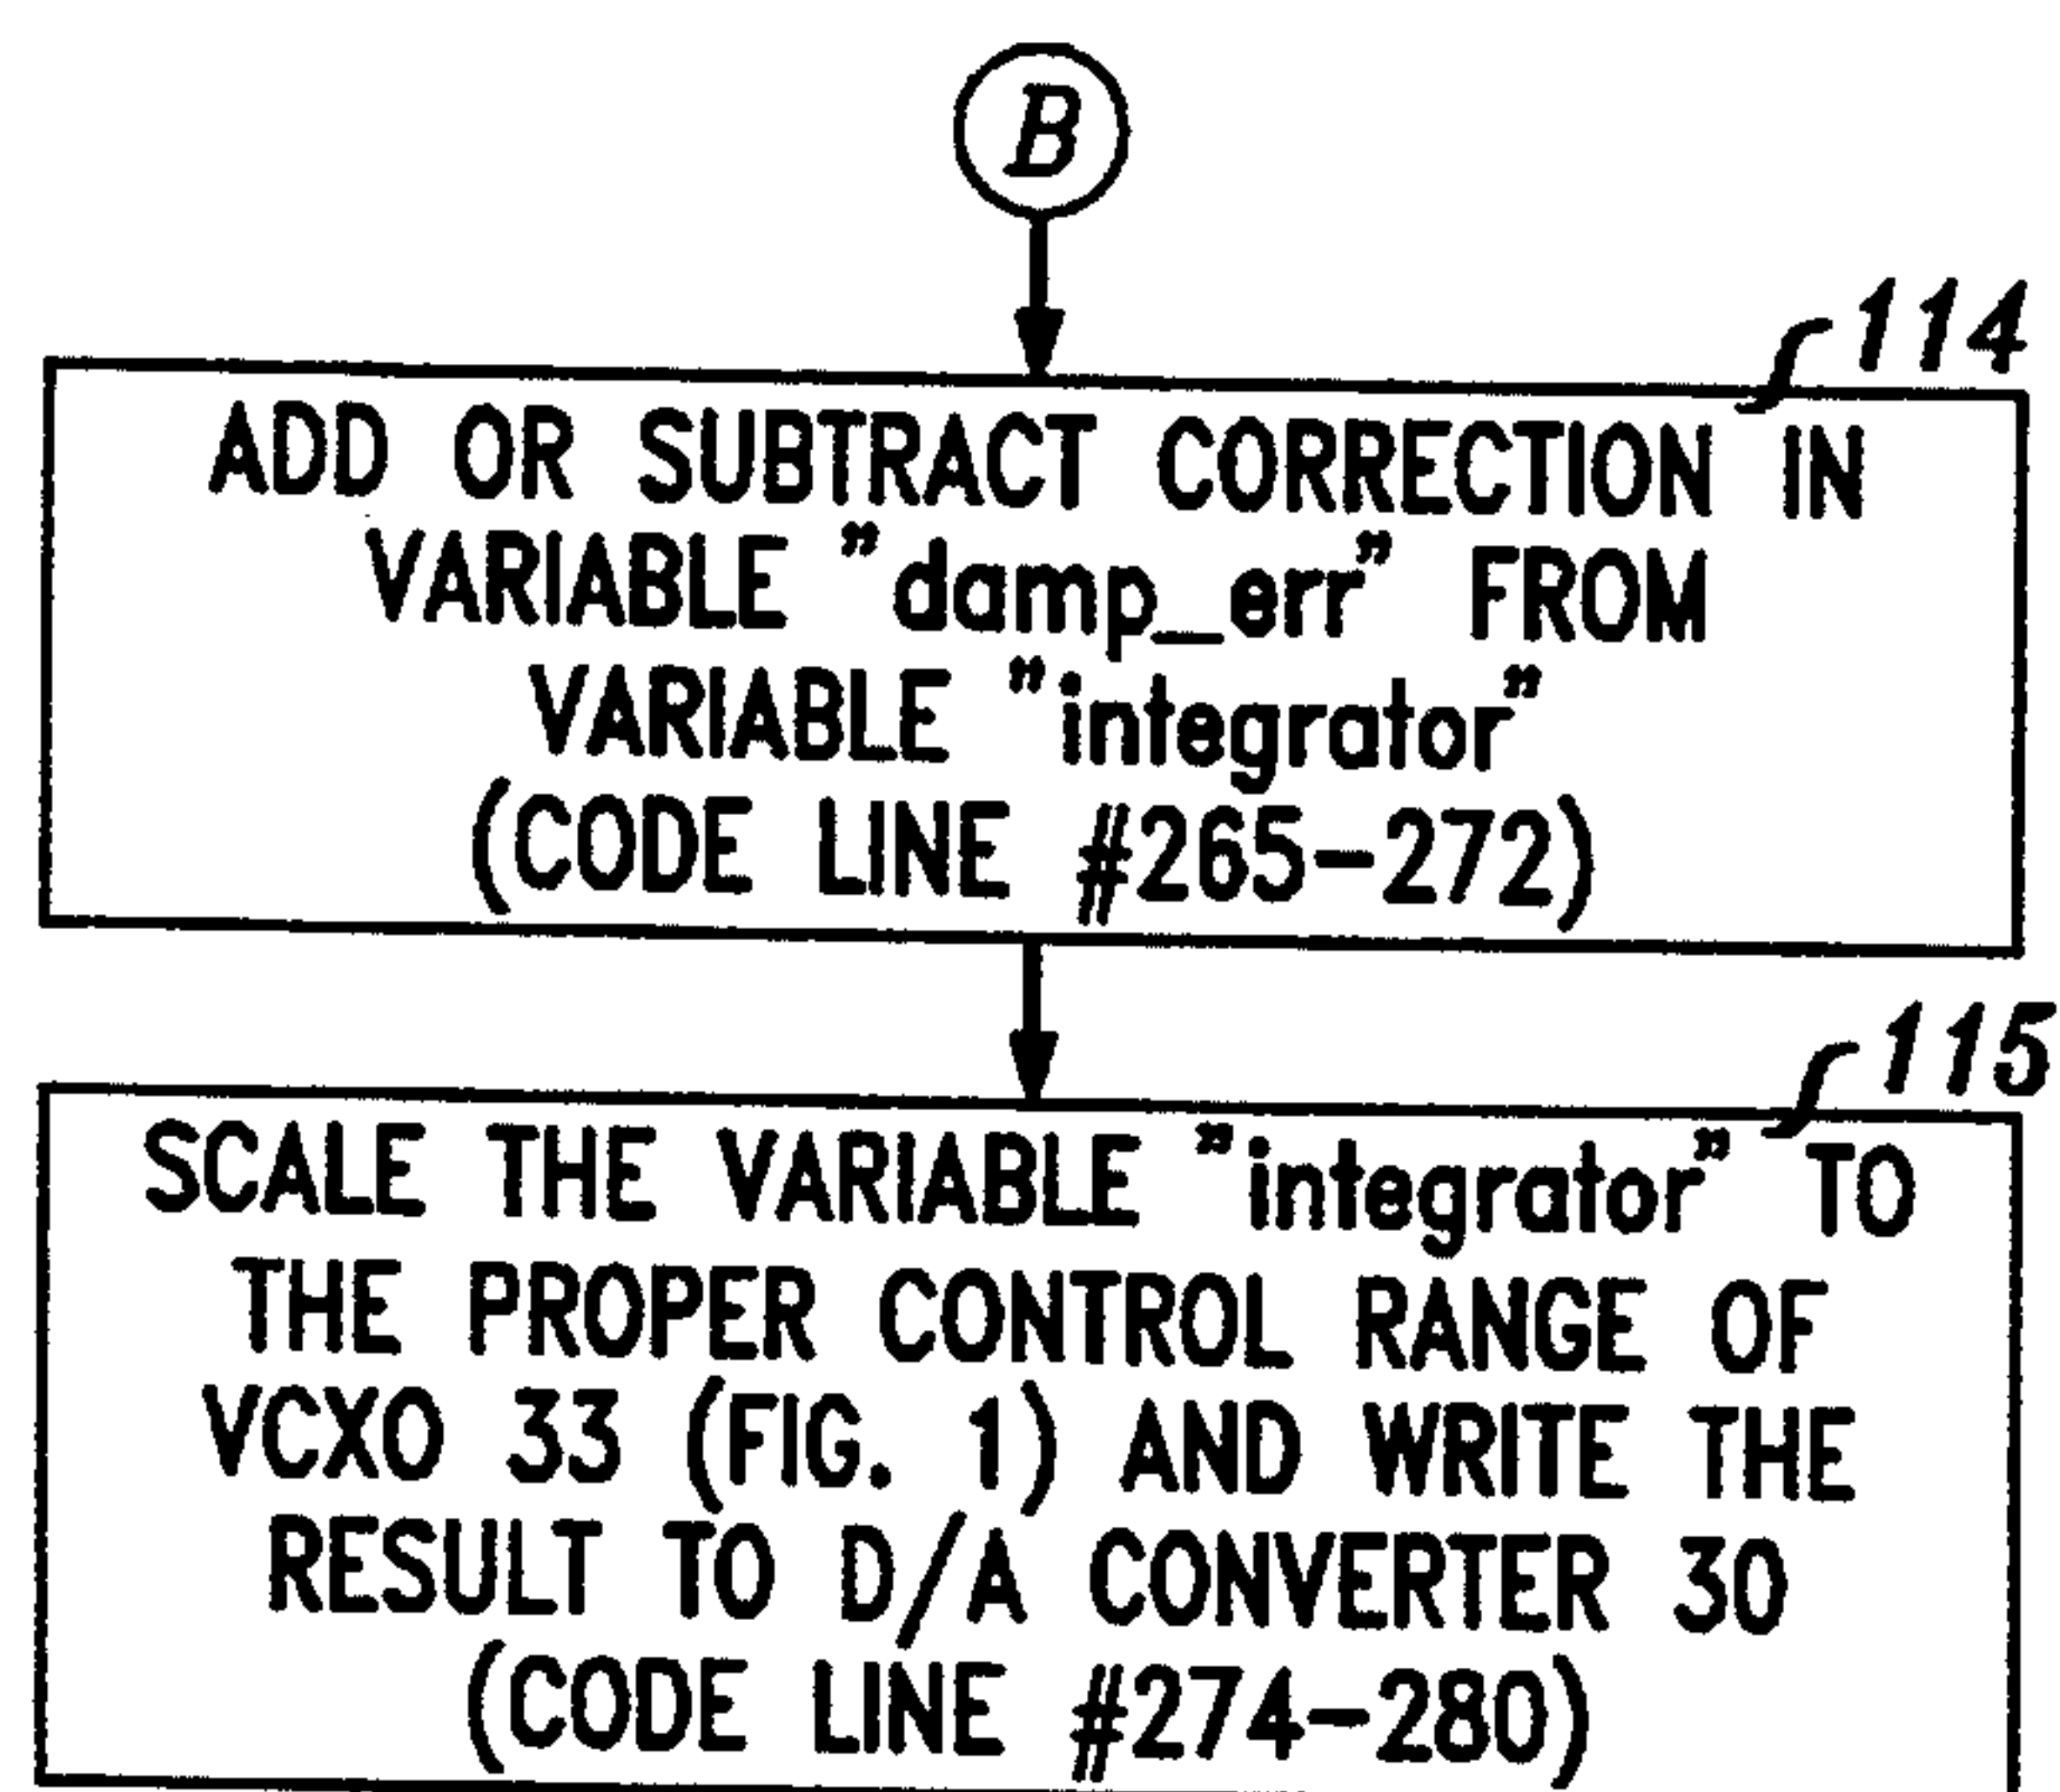 B
114
ADD OR SUBTRACT CORRECTION IN
VARIABLE "damp_err" FROM
VARIABLE "integrator"
(CODE LINE #265-272)
115
SCALE THE VARIABLE "integrator" TO
THE PROPER CONTROL RANGE OF
VCXO 33 (FIG. 1) AND WRITE THE
RESULT TO D/A CONVERTER 30
(CODE LINE #274-280)